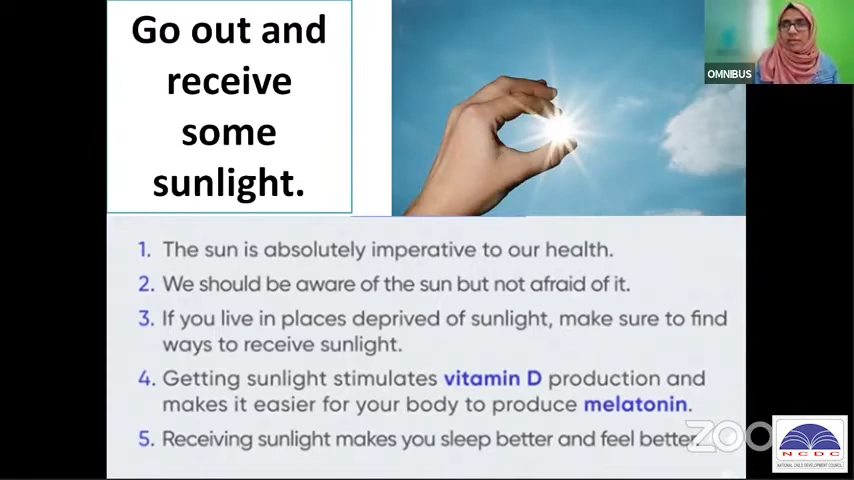 Go out and
receive
some
sunlight.
OMNIBUS
1. The sun is absolutely imperative to our health.
2. We should be aware of the sun but not afraid of it.
3. If you live in places deprived of sunlight, make sure to find
ways to receive sunlight.
4. Getting sunlight stimulates vitamin D production and
makes it easier for your body to produce melatonin.
5. Receiving sunlight makes you sleep better and feel better.
zoom
NCDC
NATIONAL CHILD DEVELOPMENT COUNCIL